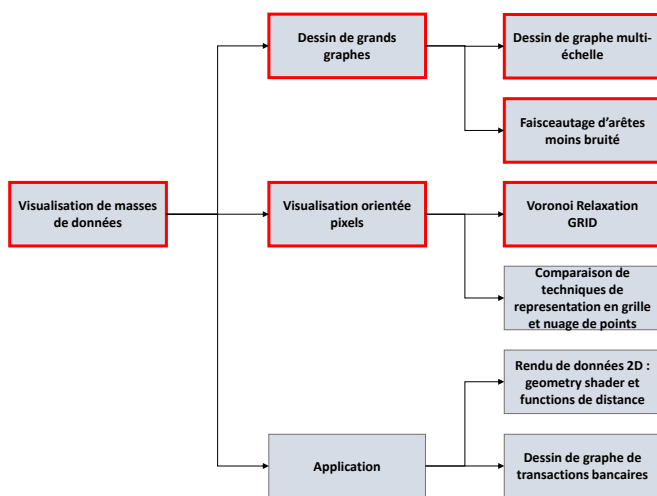 Dessin de grands
graphes
Dessin de graphe multi-
échelle
Faisceautage d'arêtes
moins bruité
Visualisation de masses
de données
Visualisation orientée
pixels
Voronoi Relaxation
GRID
Comparaison de
techniques de
representation en grille
et nuage de points
Rendu de données 2D :
geometry shader et
functions de distance
Application
Dessin de graphe de
transactions bancaires